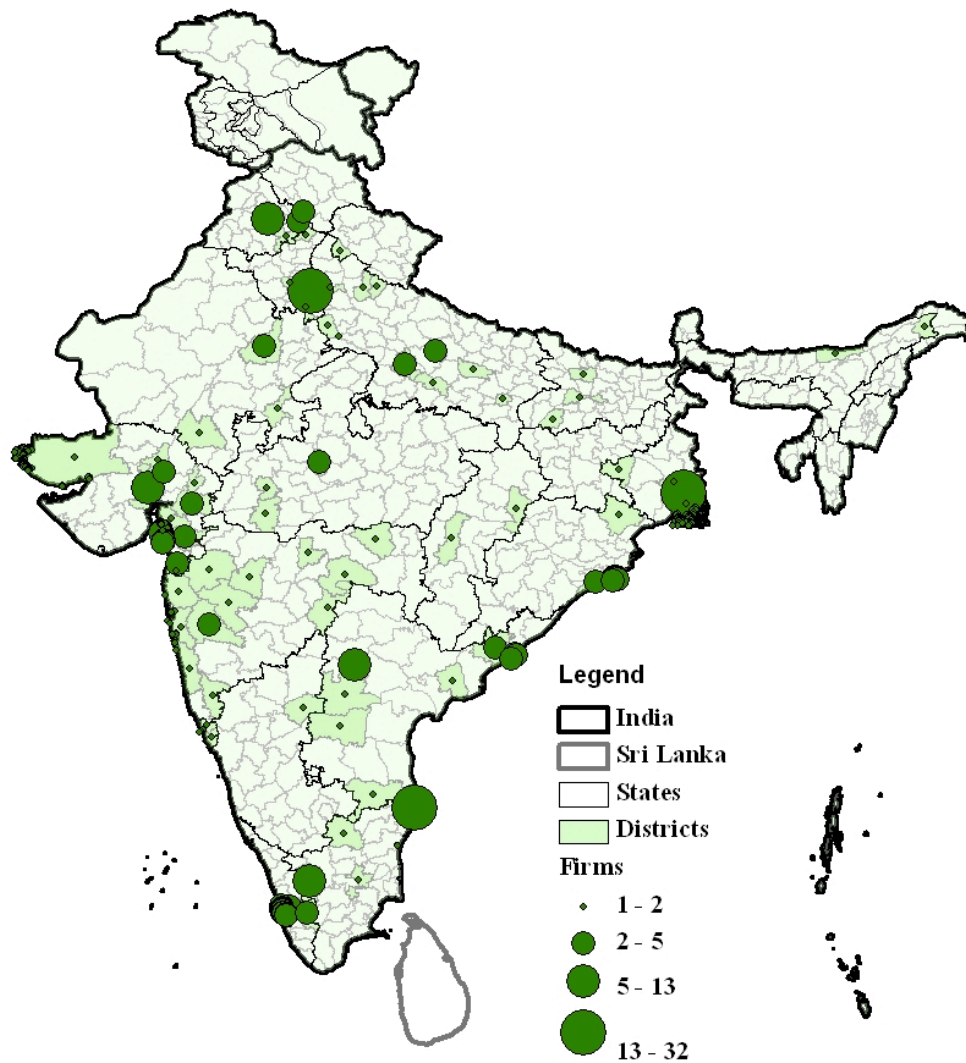 Legend
India
Sri Lanka
States
Districts
Firms
1 - 2
2 - 5
5 - 13
13 - 32